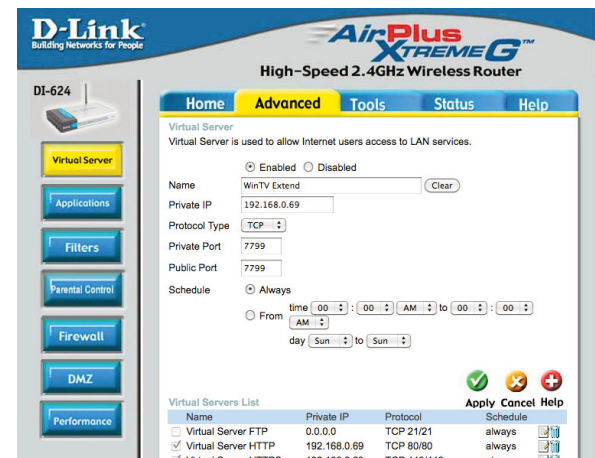 D-Link
Building Networks for People
AirPlus
XTREME G™
High-Speed 2.4GHz Wireless Router
DI-624
Home Advanced Tools Status Help
Virtual Server
Applications
Filters
Parental Control
Firewall
DMZ
Performance
Virtual Server
Virtual Server is used to allow Internet users access to LAN services.
Enabled Disabled
Name WinTV Extend Clear
Private IP 192.168.0.69
Protocol Type TCP
Private Port 7799
Public Port 7799
Schedule Always
From time 00 : 00 AM to 00 : 00
AM
day Sun to Sun
Apply Cancel Help
Virtual Servers List
Name Private IP Protocol Schedule
Virtual Server FTP 0.0.0.0 TCP 21/21 always
Virtual Server HTTP 192.168.0.69 TCP 80/80 always